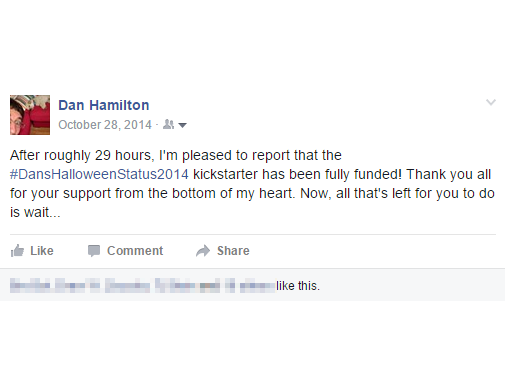 Dan Hamilton
October 28, 2014 ·
After roughly 29 hours, I'm pleased to report that the
#DansHalloweenStatus2014 kickstarter has been fully funded! Thank you all
for your support from the bottom of my heart. Now, all that's left for you to do
is wait...
Like Comment Share
like this.